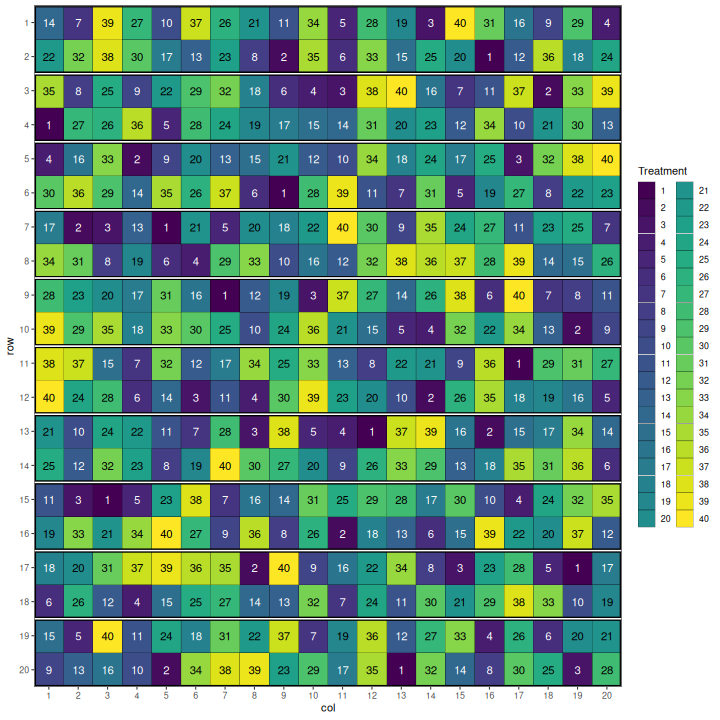 1 14 7 39 27 10 37 26 21 11 34 5 28 19 3 40 31 16 9 29 4
2 22 32 38 30 17 13 23 8 2 35 6 33 15 25 20 1 12 36 18 24
3 35 8 25 9 22 29 32 18 6 4 3 38 40 16 7 11 37 2 33 39
4 1 27 26 36 5 28 24 19 17 15 14 31 20 23 12 34 10 21 30 13
5 4 16 33 2 9 20 13 15 21 12 10 34 18 24 17 25 3 32 38 40
6 30 36 29 14 35 26 37 6 1 28 39 11 7 31 5 19 27 8 22 23
7 17 2 3 13 1 21 5 20 18 22 40 30 9 35 24 27 11 23 25 7
8 34 31 8 19 6 4 29 33 10 16 12 32 38 36 37 28 39 14 15 26
9 28 23 20 17 31 16 1 12 19 3 37 27 14 26 38 6 40 7 8 11
10 39 29 35 18 33 30 25 10 24 36 21 15 5 4 32 22 34 13 2 9
11 38 37 15 7 32 12 17 34 25 33 13 8 22 21 9 36 1 29 31 27
12 40 24 28 6 14 3 11 4 30 39 23 20 10 2 26 35 18 19 16 5
13 21 10 24 22 11 7 28 3 38 5 4 1 37 39 16 2 15 17 34 14
14 25 12 32 23 8 19 40 30 27 20 9 26 33 29 13 18 35 31 36 6
15 11 3 1 5 23 38 7 16 14 31 25 29 28 17 30 10 4 24 32 35
16 19 33 21 34 40 27 9 36 8 26 2 18 13 6 15 39 22 20 37 12
17 18 20 31 37 39 36 35 2 40 9 16 22 34 8 3 23 28 5 1 17
18 6 26 12 4 15 25 27 14 13 32 7 24 11 30 21 29 38 33 10 19
19 15 5 40 11 24 18 31 22 37 7 19 36 12 27 33 4 26 6 20 21
20 9 13 16 10 2 34 38 39 23 29 17 35 1 32 14 8 30 25 3 28
1 2 3 4 5 6 7 8 9 10 11 12 13 14 15 16 17 18 19 20
col
row
Treatment
1 21
2 22
3 23
4 24
5 25
6 26
7 27
8 28
9 29
10 30
11 31
12 32
13 33
14 34
15 35
16 36
17 37
18 38
19 39
20 40